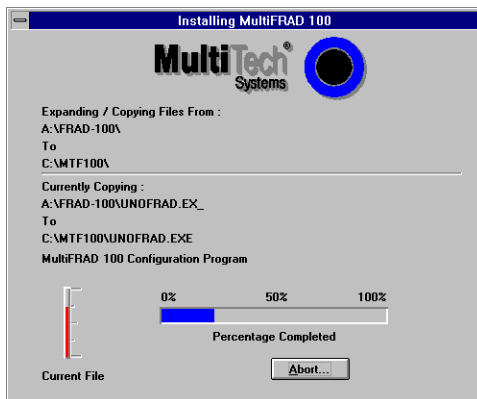 Installing MultiFRAD 100
MultiTech®
Systems
Expanding / Copying Files From :
A:\FRAD-100\
To
C:\MTF100\
Currently Copying :
A:\FRAD-100\UNOFRAD.EX_
To
C:\MTF100\UNOFRAD.EXE
MultiFRAD 100 Configuration Program
0% 50% 100%
Percentage Completed
Current File
Abort...